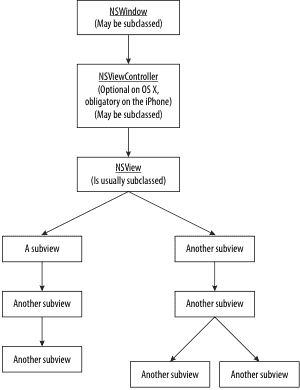 NSWindow
(May be subclassed)
NSViewController
(Optional on OS X,
obligatory on the iPhone)
(May be subclassed)
NSView
(Is usually subclassed)
A subview
Another subview
Another subview
Another subview
Another subview
Another subview
Another subview